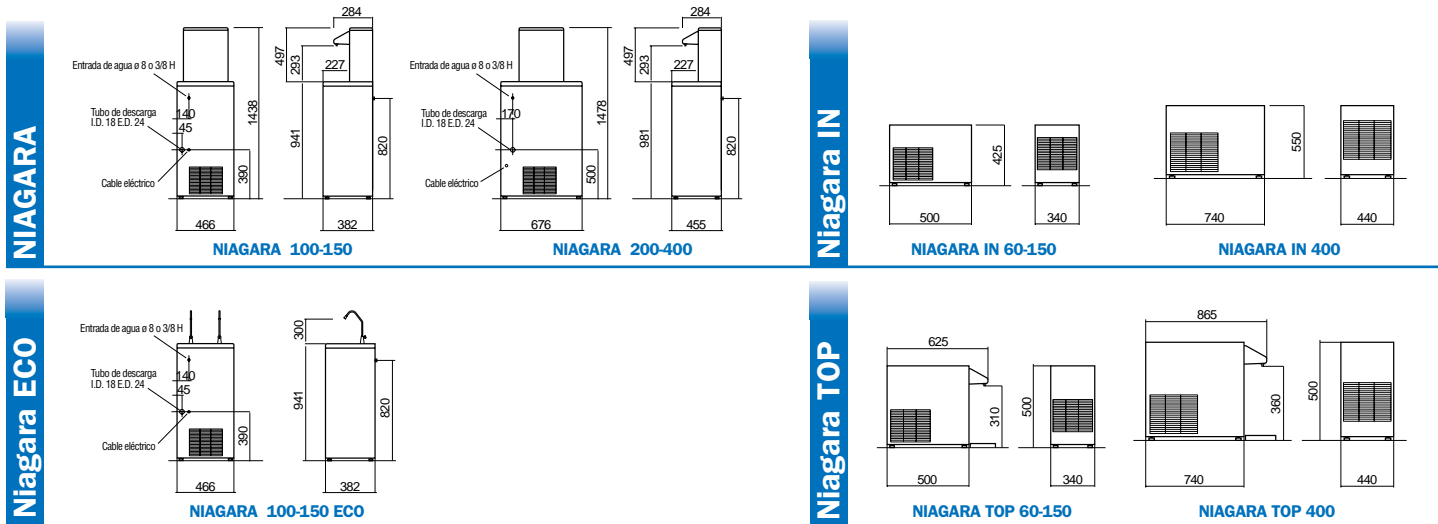 NIAGARA
284
497
293
227
Entrada de agua ø 8 o 3/8 H
Tubo de descarga
I.D. 18 E.D. 24
140
45
Cable eléctrico
1438
941
820
390
466
382
NIAGARA 100-150
284
497
293
227
Entrada de agua ø 8 o 3/8 H
Tubo de descarga
I.D. 18 E.D. 24
170
Cable eléctrico
1478
981
820
500
676
455
NIAGARA 200-400
Niagara IN
425
500
340
NIAGARA IN 60-150
550
740
440
NIAGARA IN 400
Niagara ECO
300
Entrada de agua ø 8 o 3/8 H
Tubo de descarga
I.D. 18 E.D. 24
140
45
Cable eléctrico
941
820
390
466
382
NIAGARA 100-150 ECO
Niagara TOP
625
310
500
500
340
NIAGARA TOP 60-150
865
360
500
740
440
NIAGARA TOP 400